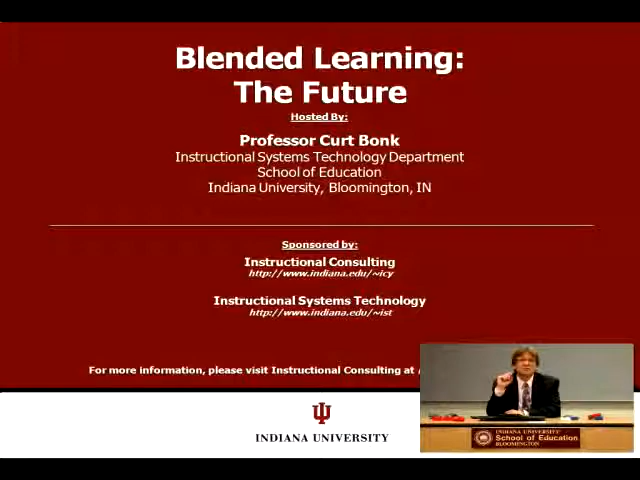 Blended Learning:
The Future
Hosted By:
Professor Curt Bonk
Instructional Systems Technology Department
School of Education
Indiana University, Bloomington, IN
Sponsored by:
Instructional Consulting
http://www.indiana.edu/~icy
Instructional Systems Technology
http://www.indiana.edu/~ist
For more information, please visit Instructional Consulting at
INDIANA UNIVERSITY
INDIANA UNIVERSITY
School of Education
BLOOMINGTON